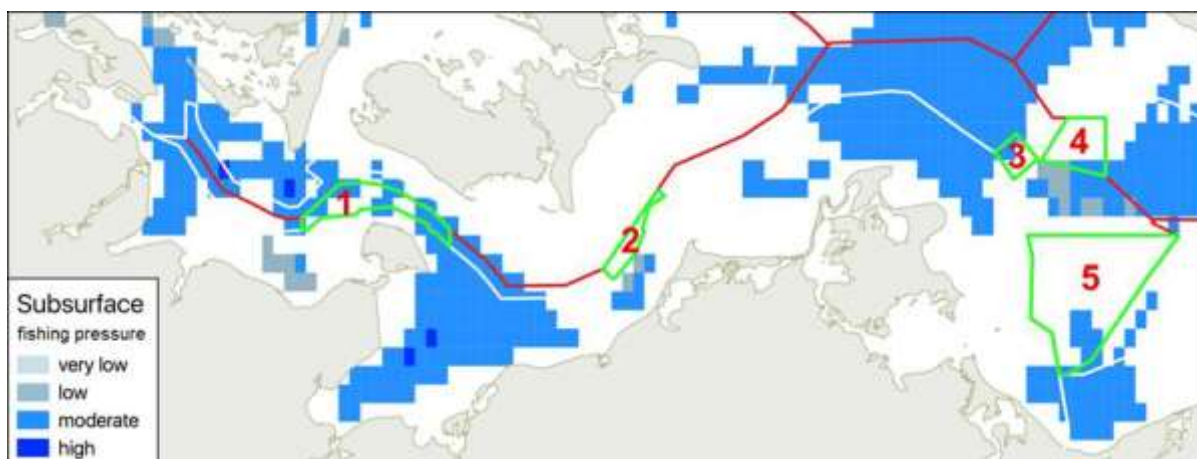 1
2
3
4
5
Subsurface
fishing pressure
very low
low
moderate
high